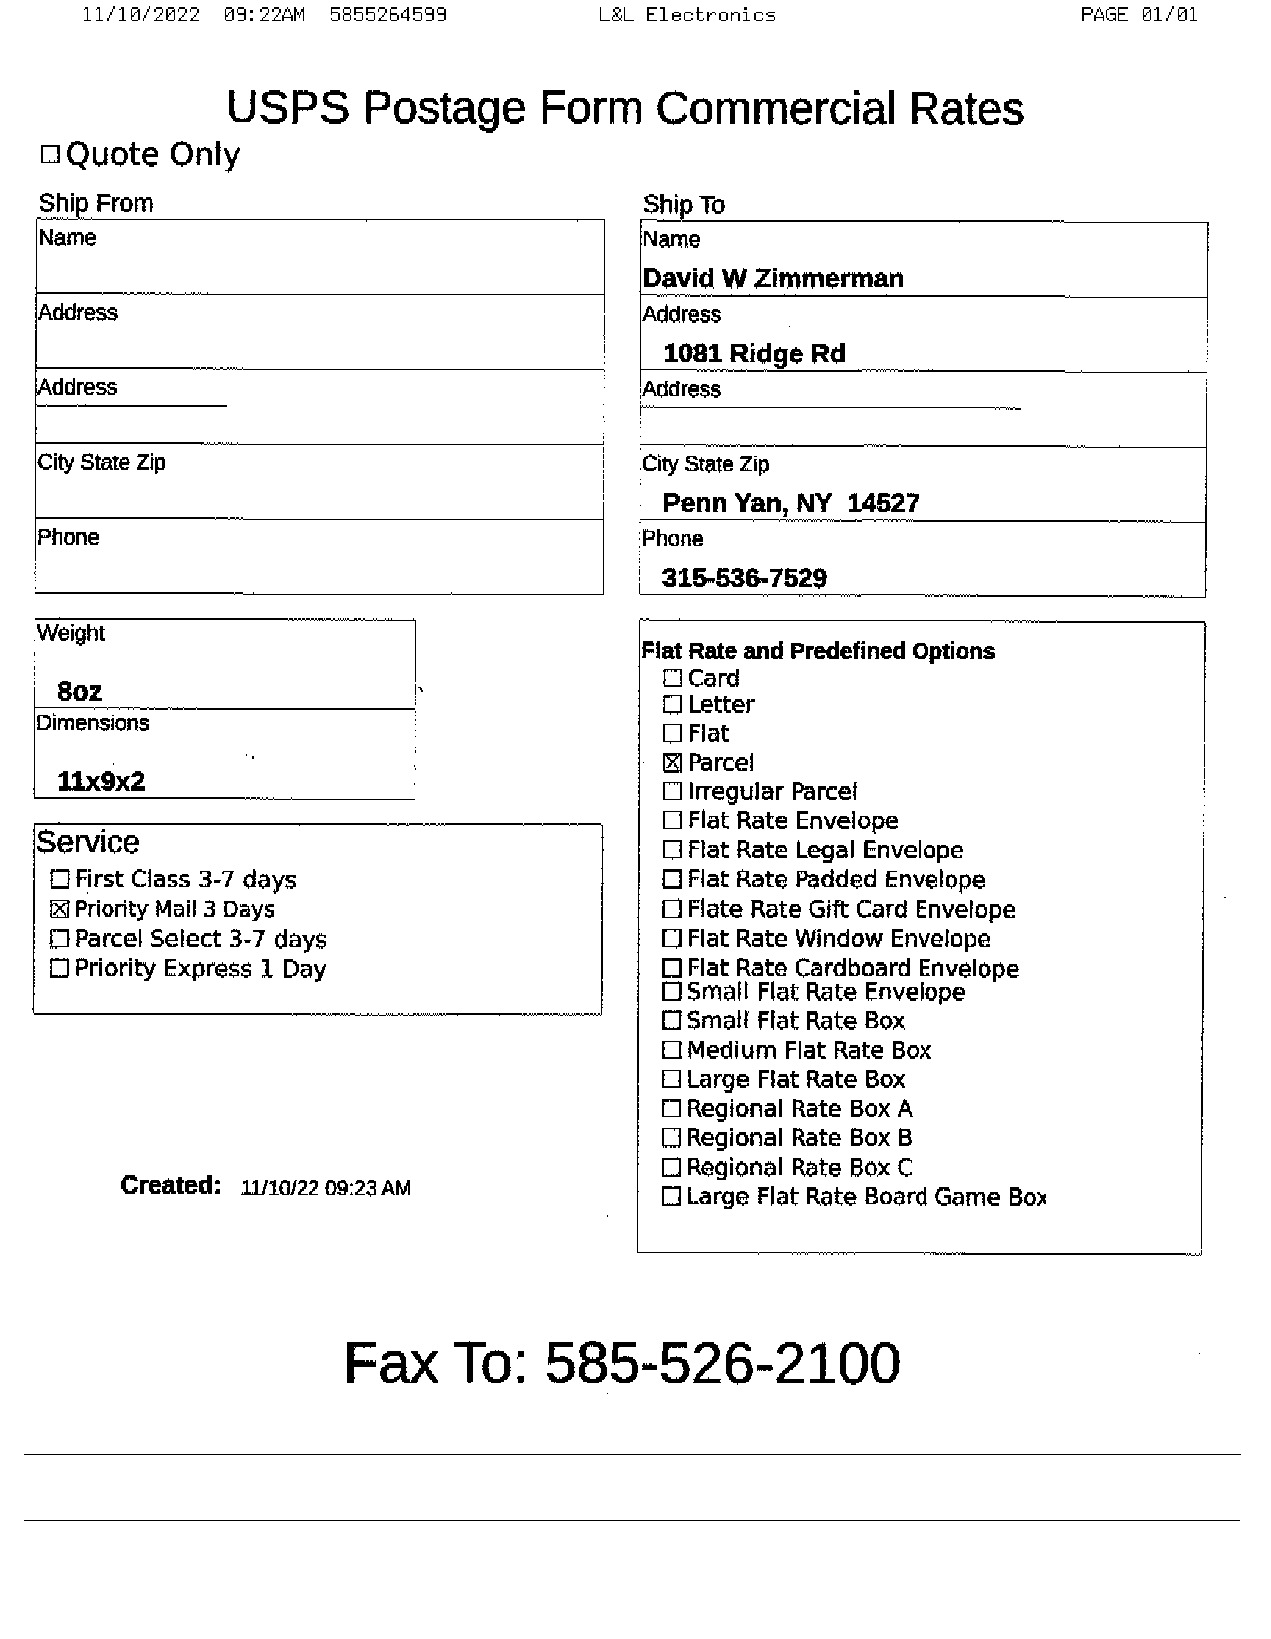 11/10/2022 09:22AM 5855264599 L&L Electronics PAGE 01/01
USPS Postage Form Commercial Rates
Quote Only
Ship From
Name
Address
Address
City State Zip
Phone
Ship To
Name
David W Zimmerman
Address
1081 Ridge Rd
Address
City State Zip
Penn Yan, NY 14527
Phone
315-536-7529
Weight
8oz
Dimensions
11x9x2
Service
First Class 3-7 days
Priority Mail 3 Days
Parcel Select 3-7 days
Priority Express 1 Day
Created: 11/10/22 09:23 AM
Flat Rate and Predefined Options
Card
Letter
Flat
Parcel
Irregular Parcel
Flat Rate Envelope
Flat Rate Legal Envelope
Flat Rate Padded Envelope
Flate Rate Gift Card Envelope
Flat Rate Window Envelope
Flat Rate Cardboard Envelope
Small Flat Rate Envelope
Small Flat Rate Box
Medium Flat Rate Box
Large Flat Rate Box
Regional Rate Box A
Regional Rate Box B
Regional Rate Box C
Large Flat Rate Board Game Box
Fax To: 585-526-2100